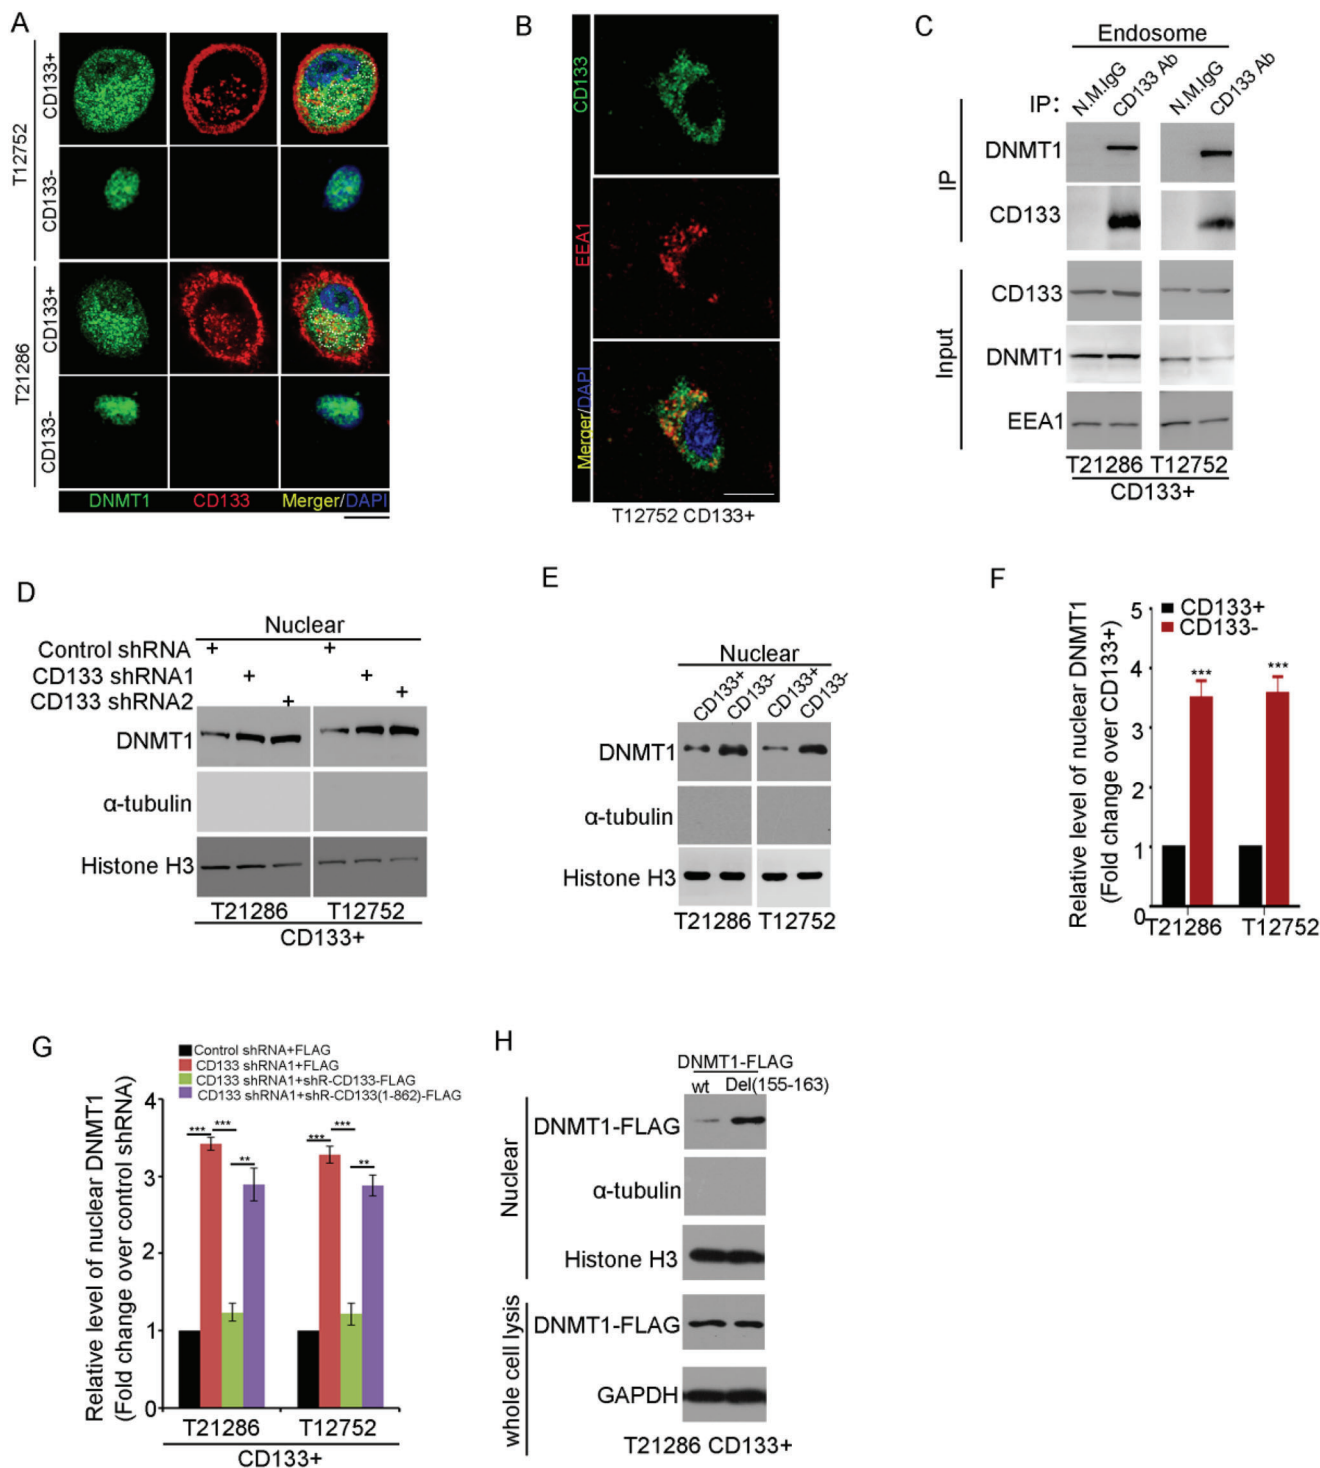 A
T12752
CD133+
CD133-
T21286
CD133+
CD133-
DNMT1 CD133 Merger/DAPI
B
CD133
EEA1
Merger/DAPI
T12752 CD133+
C
Endosome
IP: N.M.IgG CD133 Ab N.M.IgG CD133 Ab
IP
DNMT1
CD133
Input
CD133
DNMT1
EEA1
T21286 T12752
CD133+
D
Nuclear
Control shRNA + +
CD133 shRNA1 + +
CD133 shRNA2 + +
DNMT1
α-tubulin
Histone H3
T21286 T12752
CD133+
E
Nuclear
CD133+ CD133- CD133+ CD133-
DNMT1
α-tubulin
Histone H3
T21286 T12752
F
Relative level of nuclear DNMT1
(Fold change over CD133+)
CD133+
CD133-
5
4
3
2
1
0
*** ***
T21286 T12752
G
Control shRNA+FLAG
CD133 shRNA1+FLAG
CD133 shRNA1+shR-CD133-FLAG
CD133 shRNA1+shR-CD133(1-862)-FLAG
Relative level of nuclear DNMT1
(Fold change over control shRNA)
4
3
2
1
0
*** *** ** *** *** **
T21286 T12752
CD133+
H
DNMT1-FLAG
wt Del(155-163)
Nuclear
DNMT1-FLAG
α-tubulin
Histone H3
whole cell lysis
DNMT1-FLAG
GAPDH
T21286 CD133+